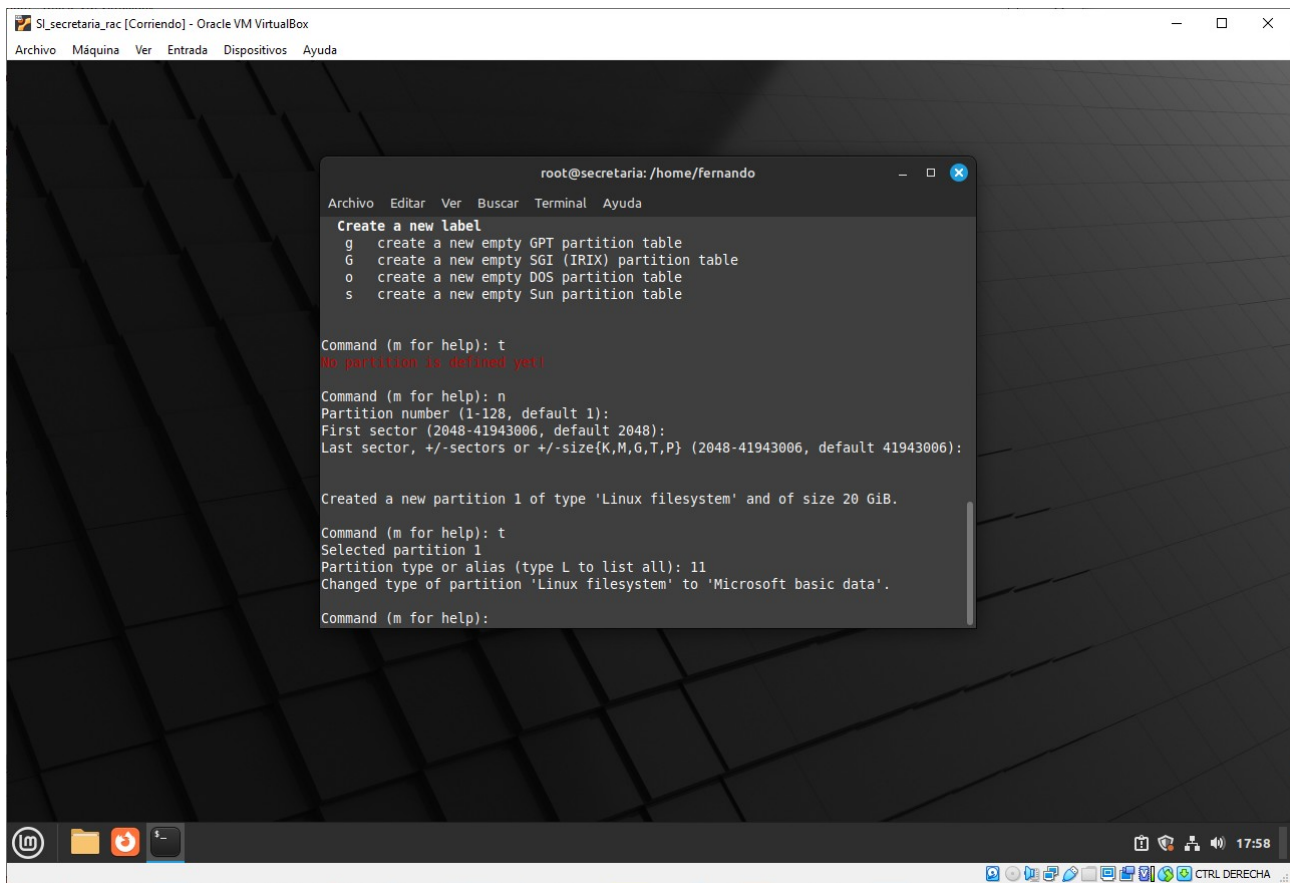 SI_secretaria_rac [Corriendo] - Oracle VM VirtualBox
Archivo Máquina Ver Entrada Dispositivos Ayuda
root@secretaria: /home/fernando
Archivo Editar Ver Buscar Terminal Ayuda
Create a new label
g create a new empty GPT partition table
G create a new empty SGI (IRIX) partition table
o create a new empty DOS partition table
s create a new empty Sun partition table
Command (m for help): t
No partition is defined yet!
Command (m for help): n
Partition number (1-128, default 1):
First sector (2048-41943006, default 2048):
Last sector, +/-sectors or +/-size{K,M,G,T,P} (2048-41943006, default 41943006):
Created a new partition 1 of type 'Linux filesystem' and of size 20 GiB.
Command (m for help): t
Selected partition 1
Partition type or alias (type L to list all): 11
Changed type of partition 'Linux filesystem' to 'Microsoft basic data'.
Command (m for help):
$_
17:58
CTRL DERECHA